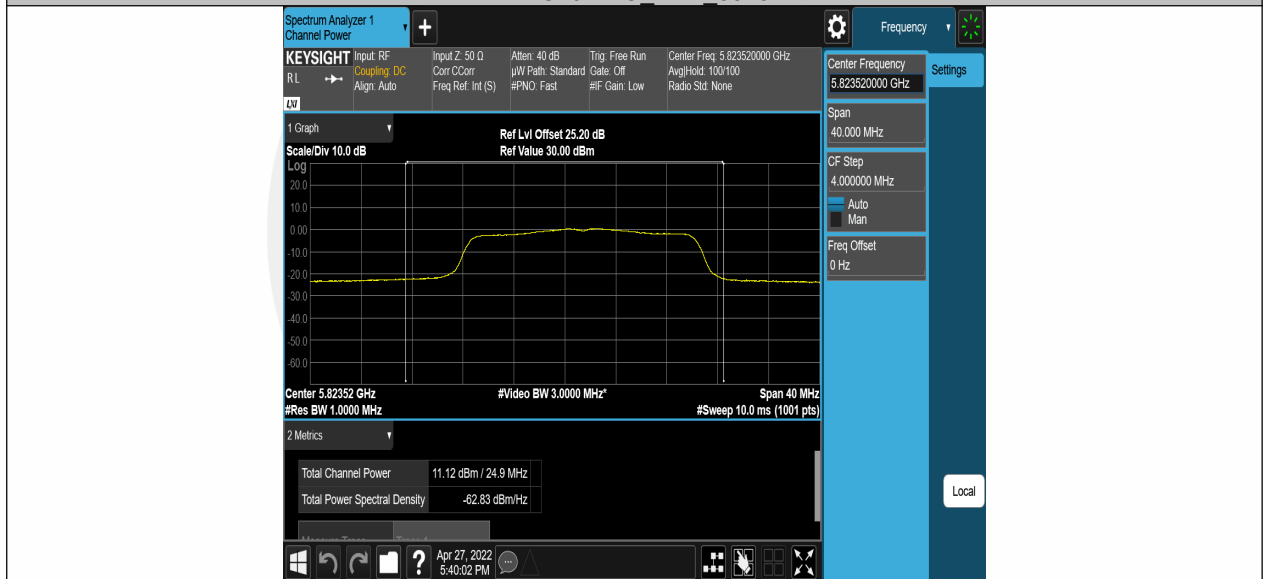 Spectrum Analyzer 1
Channel Power
+
Frequency
KEYSIGHT
RL
LXI
Input: RF
Coupling: DC
Align: Auto
Input Z: 50 Ω
Corr CCorr
Freq Ref: Int (S)
Atten: 40 dB
µW Path: Standard
#PNO: Fast
Trig: Free Run
Gate: Off
#IF Gain: Low
Center Freq: 5.823520000 GHz
Avg|Hold: 100/100
Radio Std: None
Center Frequency
5.823520000 GHz
Settings
Span
40.000 MHz
CF Step
4.000000 MHz
Auto
Man
Freq Offset
0 Hz
Local
1 Graph
Scale/Div 10.0 dB
Ref Lvl Offset 25.20 dB
Ref Value 30.00 dBm
Log
20.0
10.0
0.00
-10.0
-20.0
-30.0
-40.0
-50.0
-60.0
Center 5.82352 GHz
#Video BW 3.0000 MHz*
Span 40 MHz
#Res BW 1.0000 MHz
#Sweep 10.0 ms (1001 pts)
2 Metrics
Total Channel Power 11.12 dBm / 24.9 MHz
Total Power Spectral Density -62.83 dBm/Hz
?
Apr 27, 2022
5:40:02 PM